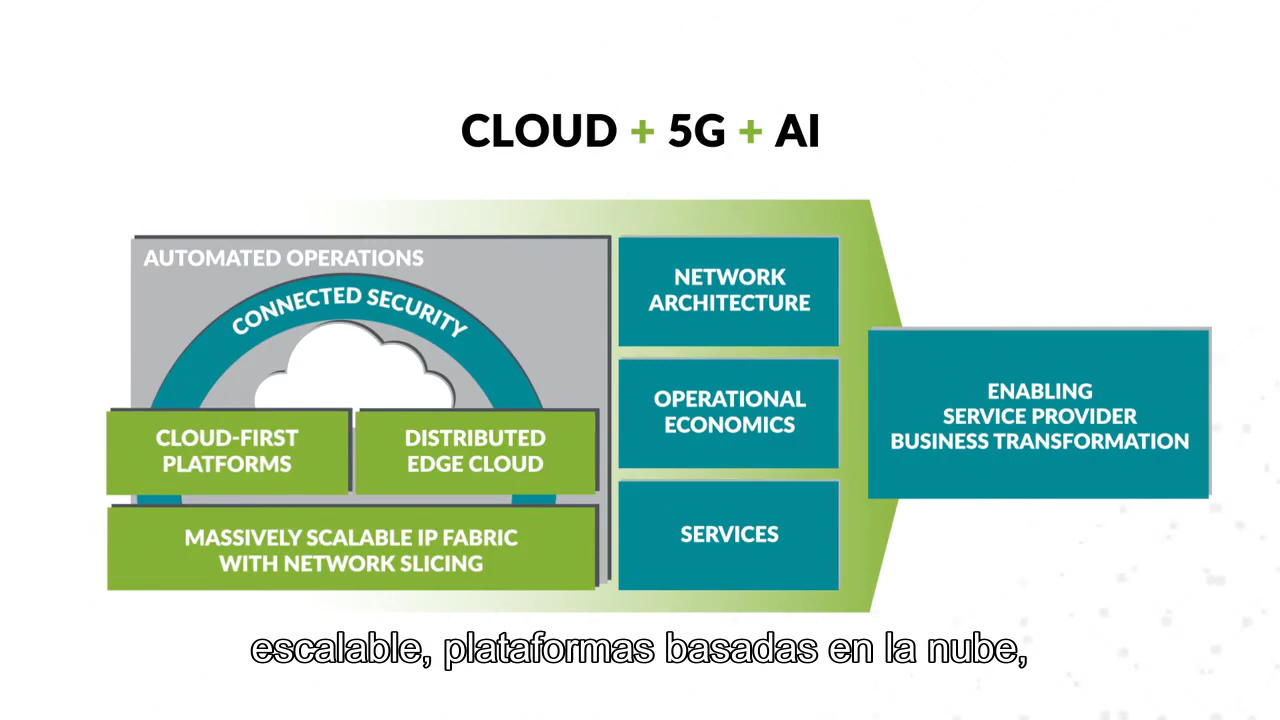 CLOUD + 5G + AI
AUTOMATED OPERATIONS
CONNECTED SECURITY
CLOUD-FIRST
PLATFORMS
DISTRIBUTED
EDGE CLOUD
MASSIVELY SCALABLE IP FABRIC
WITH NETWORK SLICING
NETWORK
ARCHITECTURE
OPERATIONAL
ECONOMICS
SERVICES
ENABLING
SERVICE PROVIDER
BUSINESS TRANSFORMATION
escalable, plataformas basadas en la nube,